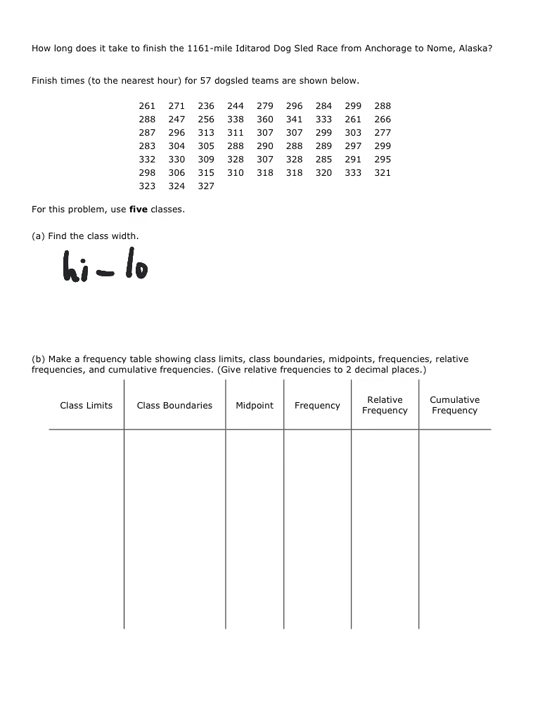 How long does it take to finish the 1161-mile Iditarod Dog Sled Race from Anchorage to Nome, Alaska?
Finish times (to the nearest hour) for 57 dogsled teams are shown below.
261 271 236 244 279 296 284 299 288
288 247 256 338 360 341 333 261 266
287 296 313 311 307 307 299 303 277
283 304 305 288 290 288 289 297 299
332 330 309 328 307 328 285 291 295
298 306 315 310 318 318 320 333 321
323 324 327
For this problem, use five classes.
(a) Find the class width.
hi - lo
(b) Make a frequency table showing class limits, class boundaries, midpoints, frequencies, relative
frequencies, and cumulative frequencies. (Give relative frequencies to 2 decimal places.)
Class Limits Class Boundaries Midpoint Frequency Relative Frequency Cumulative Frequency